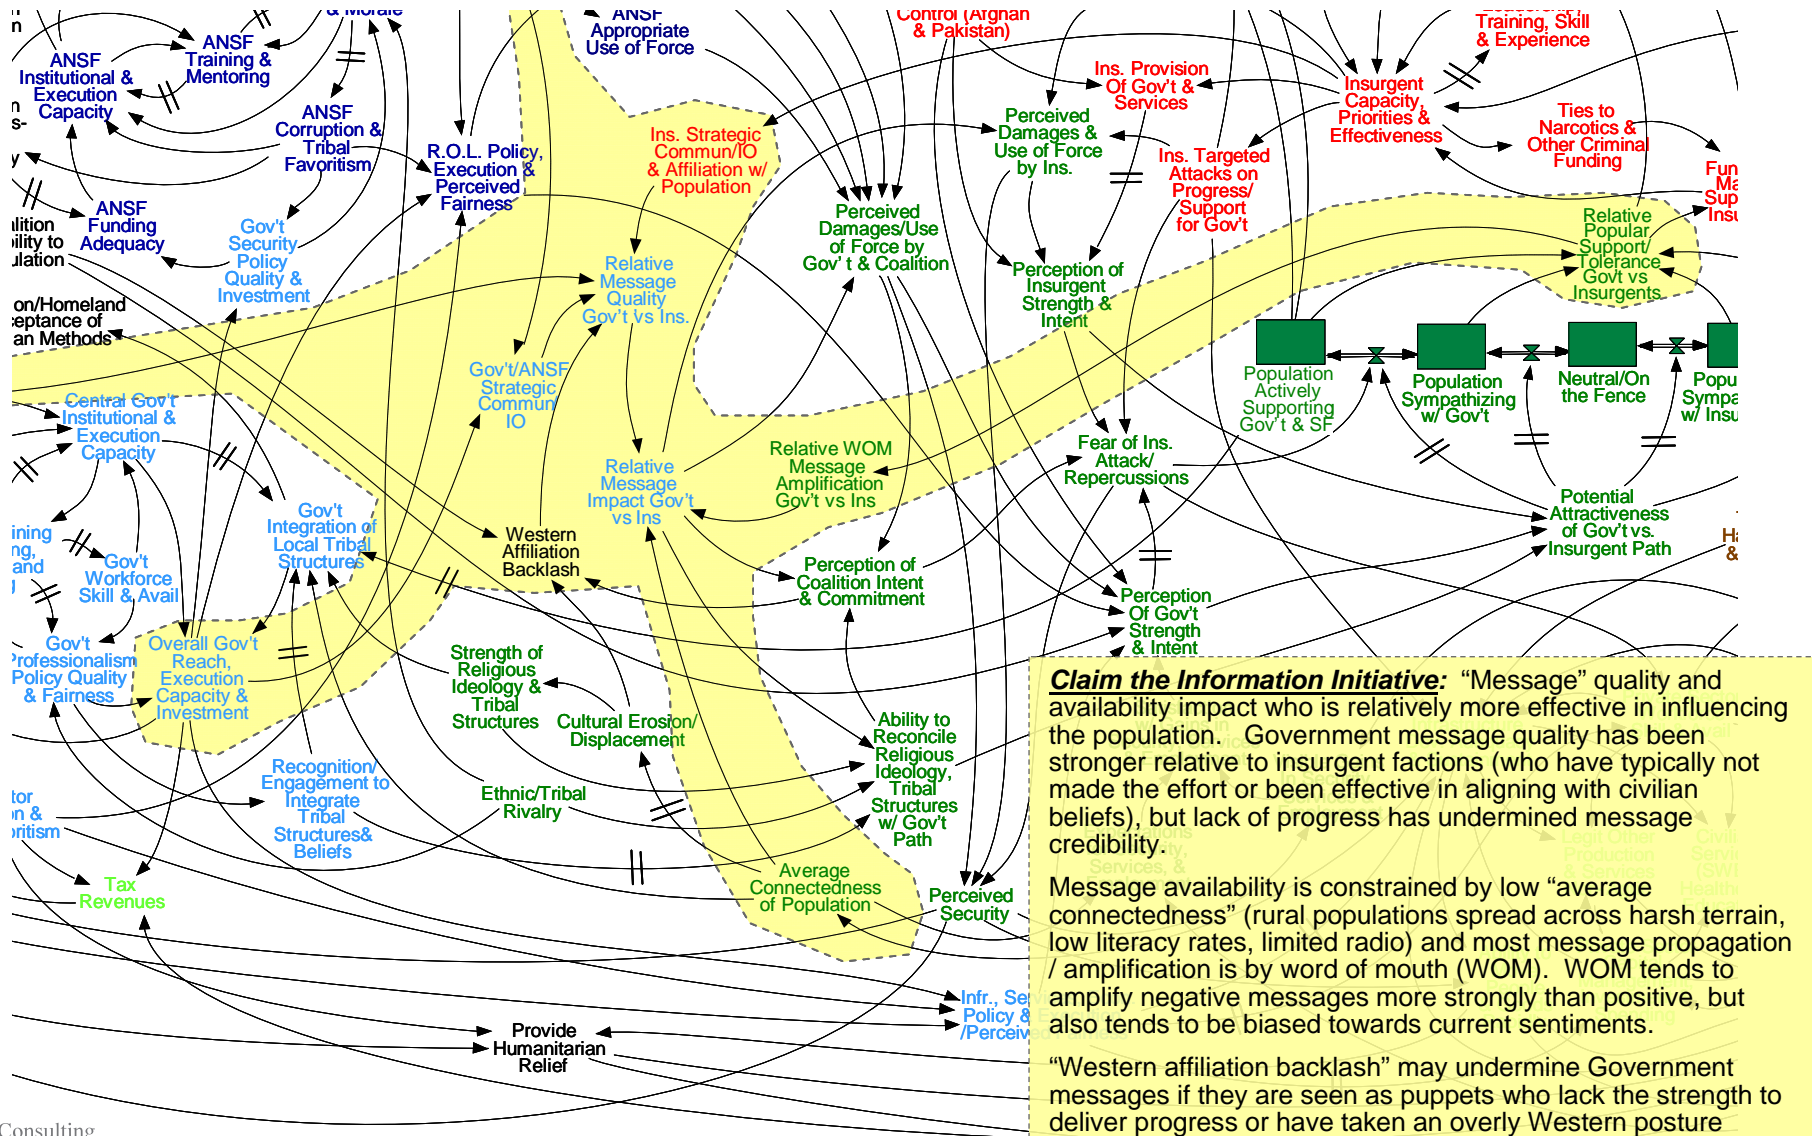 & Morale
ANSF
Institutional &
Execution
Capacity
ANSF
Training &
Mentoring
ANSF
Appropriate
Use of Force
Control (Afghan
& Pakistan)
Training, Skill
& Experience
Ins. Provision
Of Gov't &
Services
Insurgent
Capacity,
Priorities &
Effectiveness
Ties to
Narcotics &
Other Criminal
Funding
ANSF
Corruption &
Tribal
Favoritism
R.O.L. Policy,
Execution &
Perceived
Fairness
Ins. Strategic
Commun/IO
& Affiliation w/
Population
Perceived
Damages &
Use of Force
by Ins.
Ins. Targeted
Attacks on
Progress/
Support
for Gov't
ANSF
Funding
Adequacy
Gov't
Security
Policy
Quality &
Investment
Perceived
Damages/Use
of Force by
Gov' t & Coalition
Relative
Popular
Support/
Tolerance
Gov't vs
Insurgents
Relative
Message
Quality
Gov't vs Ins.
Perception of
Insurgent
Strength &
Intent
on/Homeland
ceptance of
an Methods
Gov't/ANSF
Strategic
Commun/
IO
Population
Actively
Supporting
Gov't & SF
Population
Sympathizing
w/ Gov't
Neutral/On
the Fence
Popu
Sympa
w/ Insu
Central Gov't
Institutional &
Execution
Capacity
Relative
Message
Impact Gov't
vs Ins
Relative WOM
Message
Amplification
Gov't vs Ins
Fear of Ins.
Attack/
Repercussions
Potential
Attractiveness
of Gov't vs.
Insurgent Path
Gov't
Integration of
Local Tribal
Structures
Western
Affiliation
Backlash
Gov't
Workforce
Skill & Avail
Perception of
Coalition Intent
& Commitment
Perception
Of Gov't
Strength
& Intent
Gov't
Professionalism
Policy Quality
& Fairness
Overall Gov't
Reach,
Execution
Capacity &
Investment
Strength of
Religious
Ideology &
Tribal
Structures
Cultural Erosion/
Displacement
Ability to
Reconcile
Religious
Ideology,
Tribal
Structures
w/ Gov't
Path
Recognition/
Engagement to
Integrate
Tribal
Structures&
Beliefs
Ethnic/Tribal
Rivalry
Tax
Revenues
Average
Connectedness
of Population
Perceived
Security
Infr., Ser
Policy &
/Perceive
Provide
Humanitarian
Relief
Claim the Information Initiative: “Message” quality and
availability impact who is relatively more effective in influencing
the population. Government message quality has been
stronger relative to insurgent factions (who have typically not
made the effort or been effective in aligning with civilian
beliefs), but lack of progress has undermined message
credibility.
Message availability is constrained by low “average
connectedness” (rural populations spread across harsh terrain,
low literacy rates, limited radio) and most message propagation
/ amplification is by word of mouth (WOM). WOM tends to
amplify negative messages more strongly than positive, but
also tends to be biased towards current sentiments.
“Western affiliation backlash” may undermine Government
messages if they are seen as puppets who lack the strength to
deliver progress or have taken an overly Western posture
Consulting